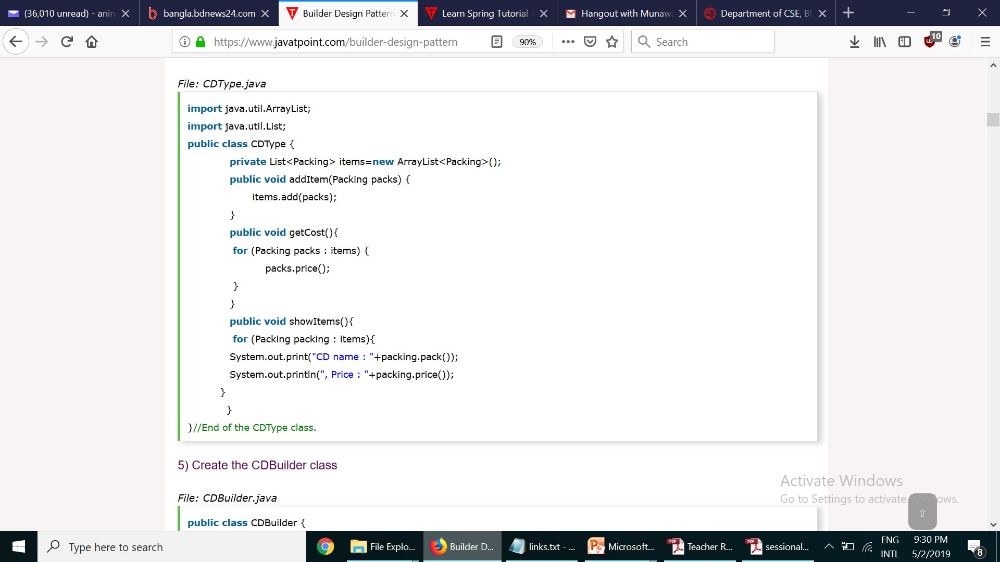 (36,010 unread) - anin
bangla.bdnews24.com
Builder Design Pattern
Learn Spring Tutorial -
Hangout with Munawa
Department of CSE, BU
https://www.javatpoint.com/builder-design-pattern
90%
Search
10
File: CDType.java
import java.util.ArrayList;
import java.util.List;
public class CDType {
private List<Packing> items=new ArrayList<Packing>();
public void addItem(Packing packs) {
items.add(packs);
}
public void getCost(){
for (Packing packs : items) {
packs.price();
}
}
public void showItems(){
for (Packing packing : items){
System.out.print("CD name : "+packing.pack());
System.out.println(", Price : "+packing.price());
}
}
}//End of the CDType class.
5) Create the CDBuilder class
File: CDBuilder.java
public class CDBuilder {
Activate Windows
Go to Settings to activate Windows.
Type here to search
File Explo...
Builder D...
links.txt - ...
Microsoft...
Teacher R...
sessional...
ENG
INTL
9:30 PM
5/2/2019
8